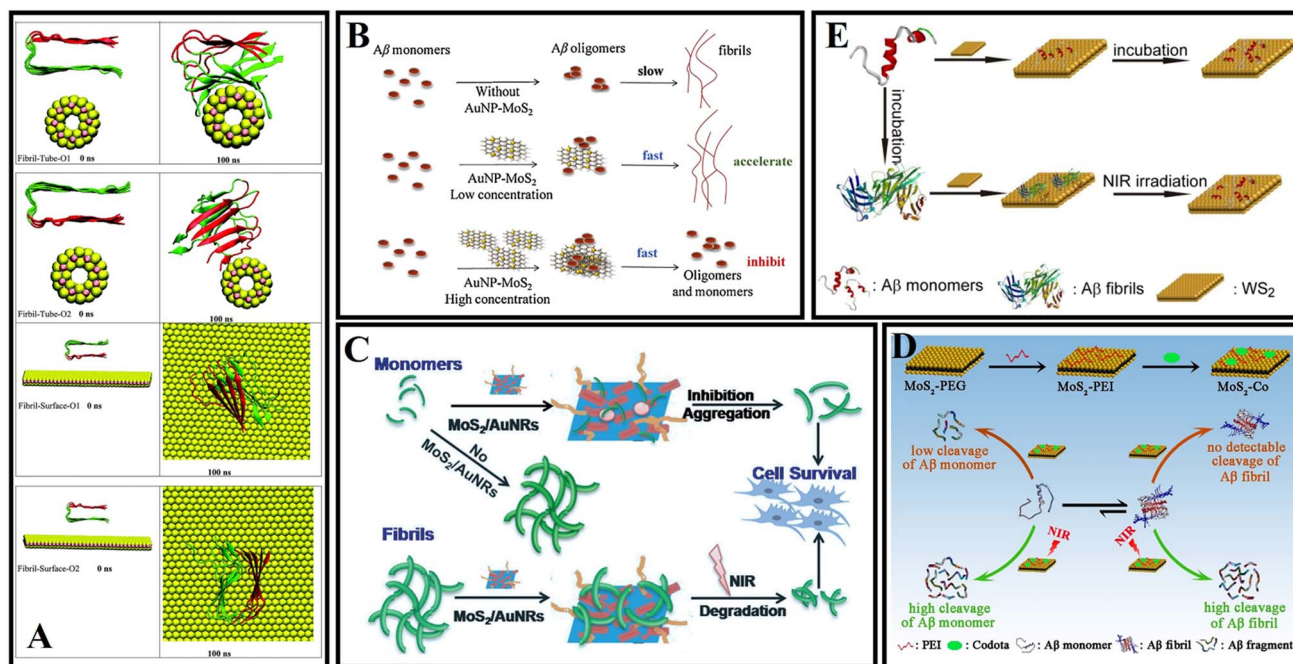 Fibril-Tube-O1 0 ns
100 ns
Firbil-Tube-O2 0 ns
100 ns
Fibril-Surface-O1 0 ns
100 ns
Fibril-Surface-O2 0 ns
100 ns
A
B
Aβ monomers
Aβ oligomers
fibrils
slow
Without
AuNP-MoS2
fast
accelerate
AuNP-MoS2
Low concentration
fast
inhibit
AuNP-MoS2
High concentration
Oligomers
and monomers
C
Monomers
MoS2/AuNRs
Inhibition
Aggregation
No
MoS2/AuNRs
Cell Survival
Fibrils
MoS2/AuNRs
NIR
Degradation
E
incubation
incubation
NIR irradiation
: Aβ monomers
: Aβ fibrils
: WS2
D
MoS2-PEG
MoS2-PEI
MoS2-Co
low cleavage
of Aβ monomer
no detectable
cleavage of
Aβ fibril
NIR
NIR
high cleavage
of Aβ monomer
high cleavage
of Aβ fibril
: PEI : Codota : Aβ monomer : Aβ fibril : Aβ fragment